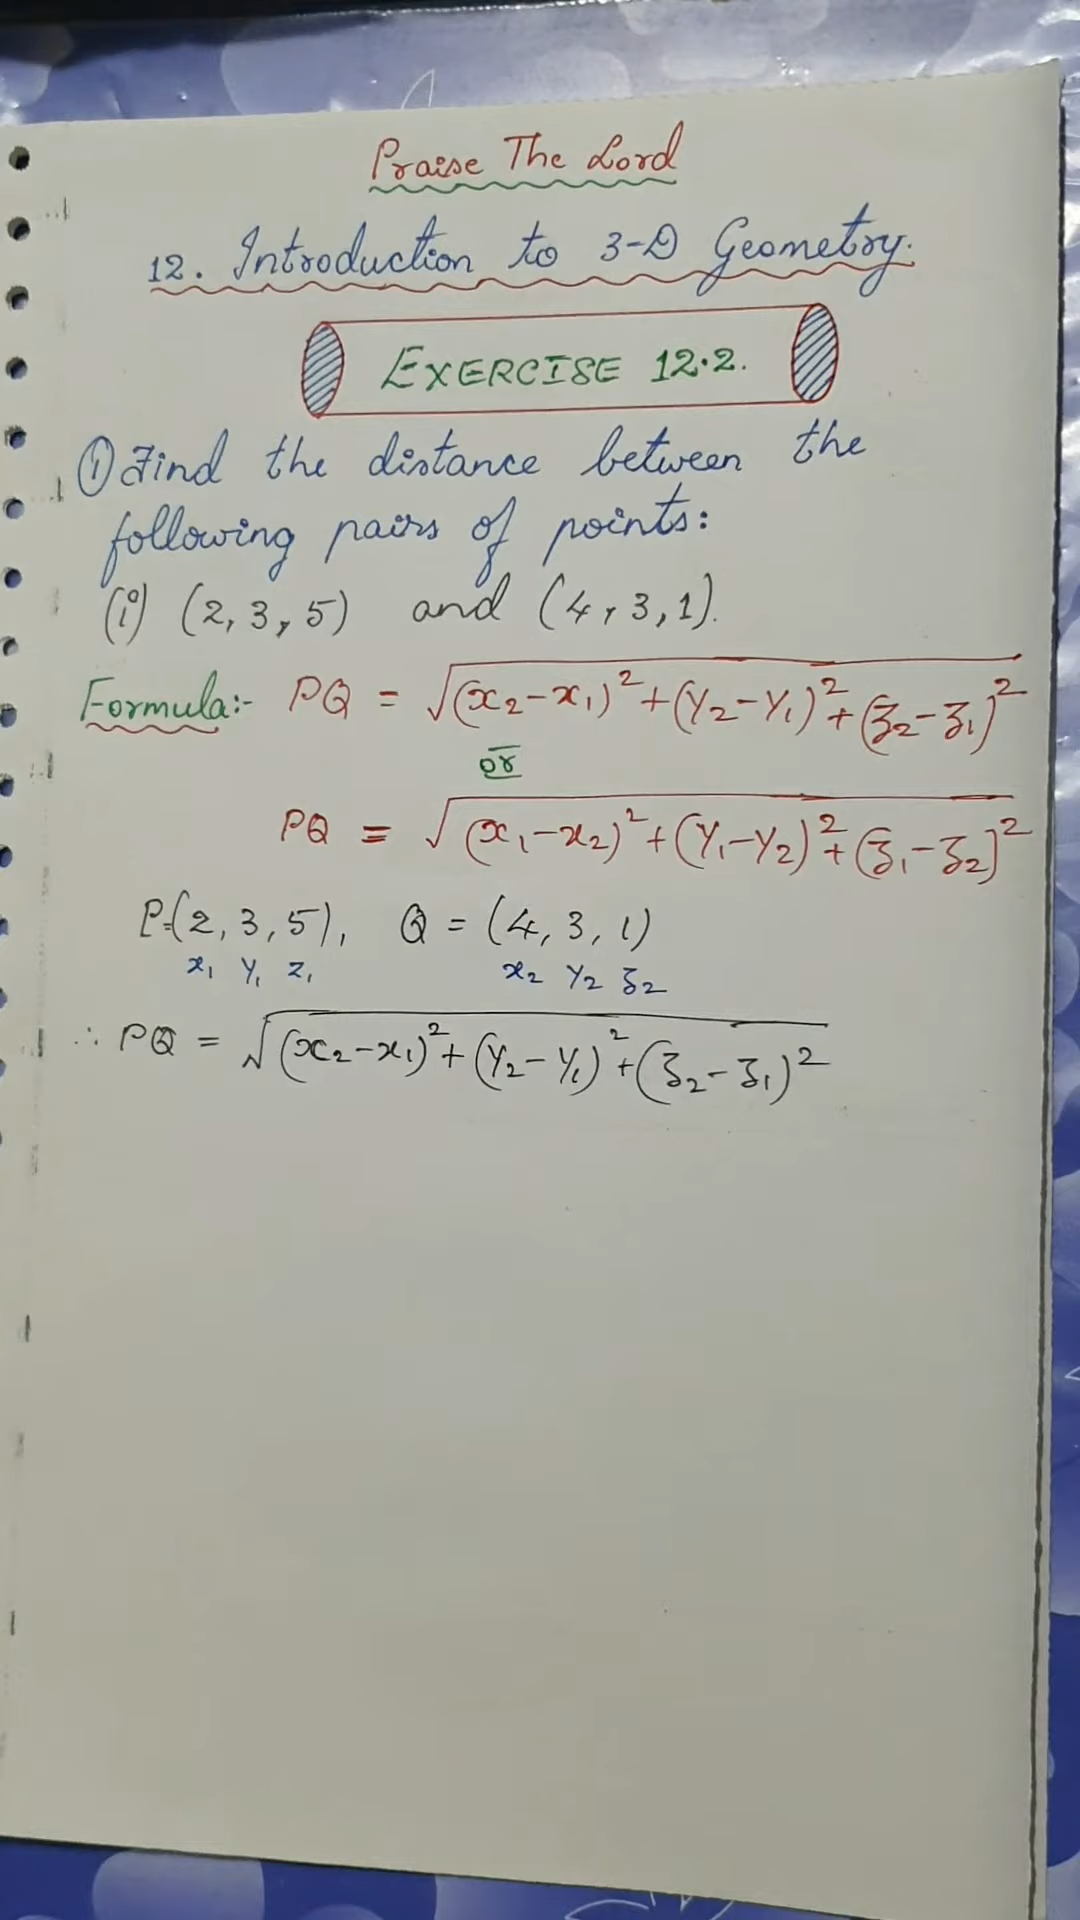 Praise The Lord
12. Introduction to 3-D Geometry.
EXERCISE 12.2.
① Find the distance between the
following pairs of points:
(i) (2, 3, 5) and (4, 3, 1).
Formula:- PQ = √(x₂-x₁)²+(y₂-y₁)²+(z₂-z₁)²
or
PQ = √(x₁-x₂)²+(y₁-y₂)²+(z₁-z₂)²
P=(2, 3, 5), Q = (4, 3, 1)
x₁ y₁ z₁ x₂ y₂ z₂
∴ PQ = √(x₂-x₁)²+(y₂-y₁)²+(z₂-z₁)²